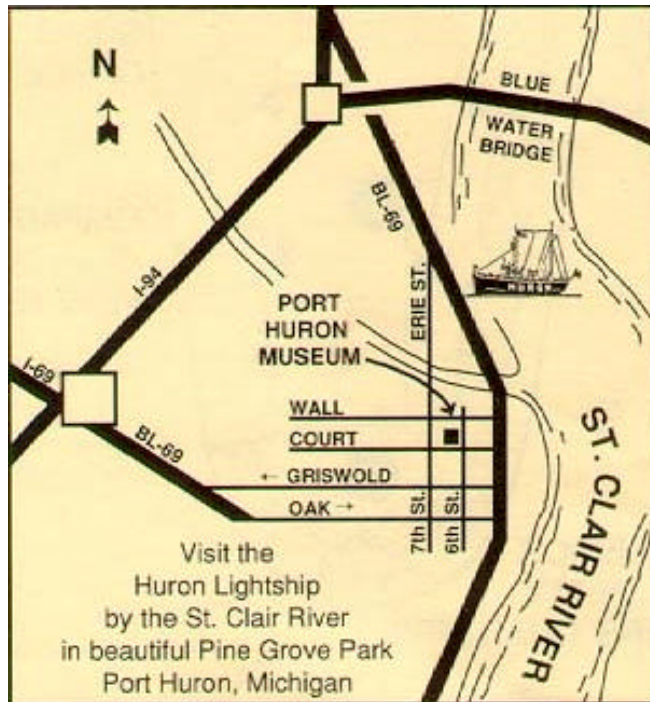 N
BLUE
WATER
BRIDGE
BL-69
I-94
ERIE ST.
HURON
PORT
HURON
MUSEUM
I-69
BL-69
WALL
COURT
← GRISWOLD
OAK →
7th St.
6th St.
ST. CLAIR RIVER
Visit the
Huron Lightship
by the St. Clair River
in beautiful Pine Grove Park
Port Huron, Michigan